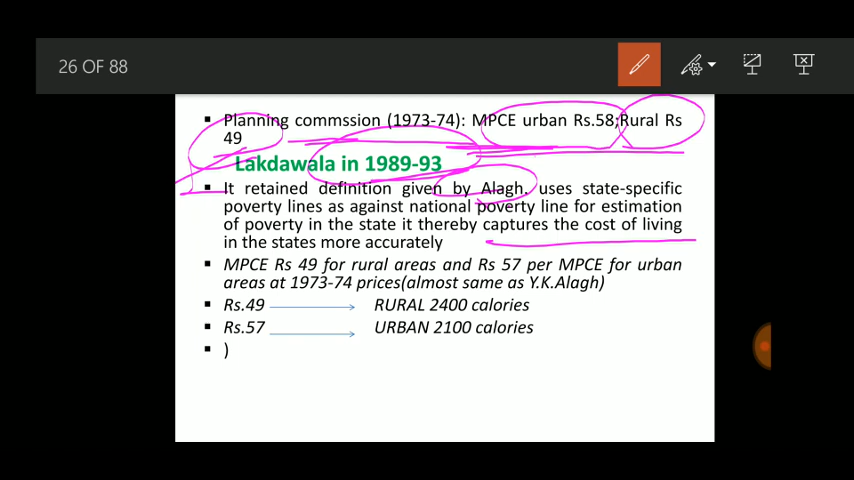 26 OF 88
Planning commssion (1973-74): MPCE urban Rs.58;Rural Rs
49
Lakdawala in 1989-93
It retained definition given by Alagh. uses state-specific
poverty lines as against national poverty line for estimation
of poverty in the state it thereby captures the cost of living
in the states more accurately
MPCE Rs 49 for rural areas and Rs 57 per MPCE for urban
areas at 1973-74 prices(almost same as Y.K.Alagh)
Rs.49 RURAL 2400 calories
Rs.57 URBAN 2100 calories
)